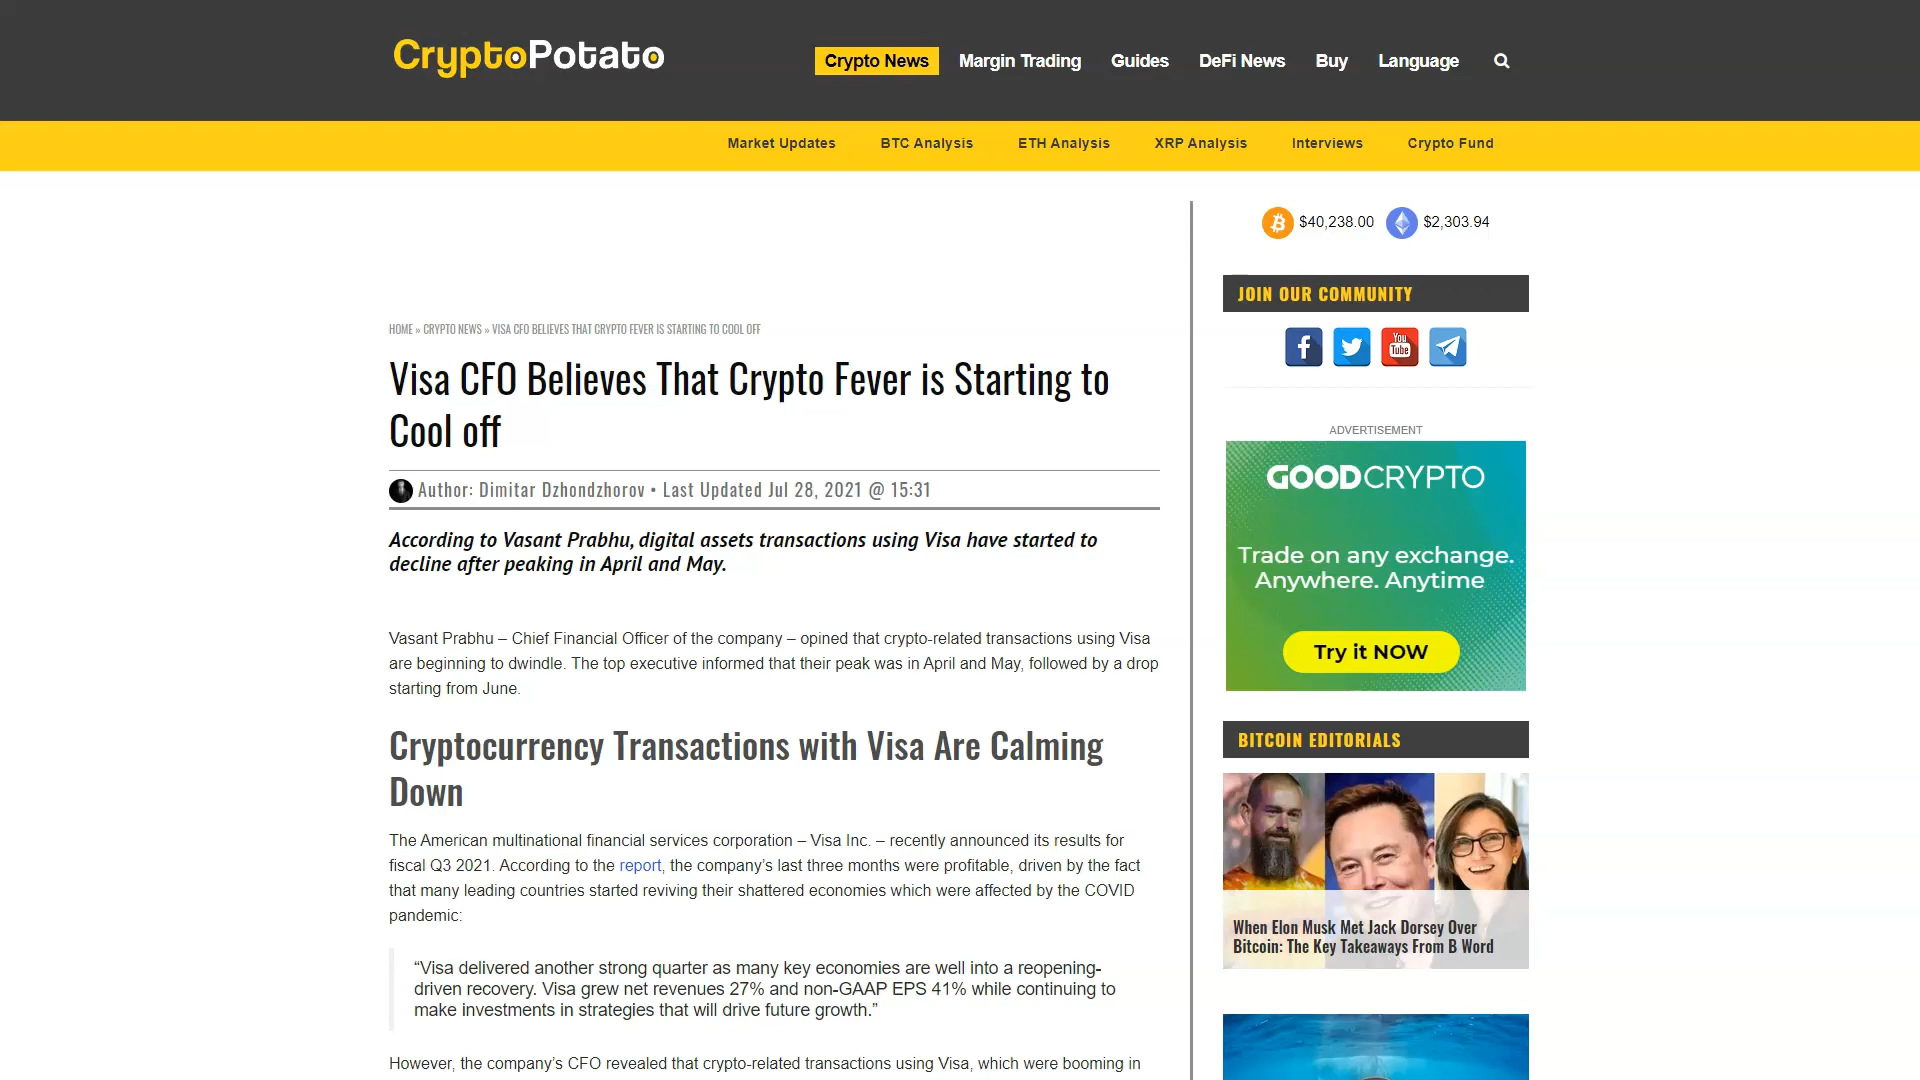 CryptoPotato
Crypto News Margin Trading Guides DeFi News Buy Language
Market Updates BTC Analysis ETH Analysis XRP Analysis Interviews Crypto Fund
$40,238.00 $2,303.94
JOIN OUR COMMUNITY
You
Tube
HOME » CRYPTO NEWS » VISA CFO BELIEVES THAT CRYPTO FEVER IS STARTING TO COOL OFF
Visa CFO Believes That Crypto Fever is Starting to
Cool off
Author: Dimitar Dzhondzhorov • Last Updated Jul 28, 2021 @ 15:31
According to Vasant Prabhu, digital assets transactions using Visa have started to
decline after peaking in April and May.
Vasant Prabhu – Chief Financial Officer of the company – opined that crypto-related transactions using Visa
are beginning to dwindle. The top executive informed that their peak was in April and May, followed by a drop
starting from June.
Cryptocurrency Transactions with Visa Are Calming
Down
The American multinational financial services corporation – Visa Inc. – recently announced its results for
fiscal Q3 2021. According to the report, the company’s last three months were profitable, driven by the fact
that many leading countries started reviving their shattered economies which were affected by the COVID
pandemic:
“Visa delivered another strong quarter as many key economies are well into a reopening-
driven recovery. Visa grew net revenues 27% and non-GAAP EPS 41% while continuing to
make investments in strategies that will drive future growth.”
However, the company’s CFO revealed that crypto-related transactions using Visa, which were booming in
ADVERTISEMENT
GOODCRYPTO
Trade on any exchange.
Anywhere. Anytime
Try it NOW
BITCOIN EDITORIALS
When Elon Musk Met Jack Dorsey Over
Bitcoin: The Key Takeaways From B Word